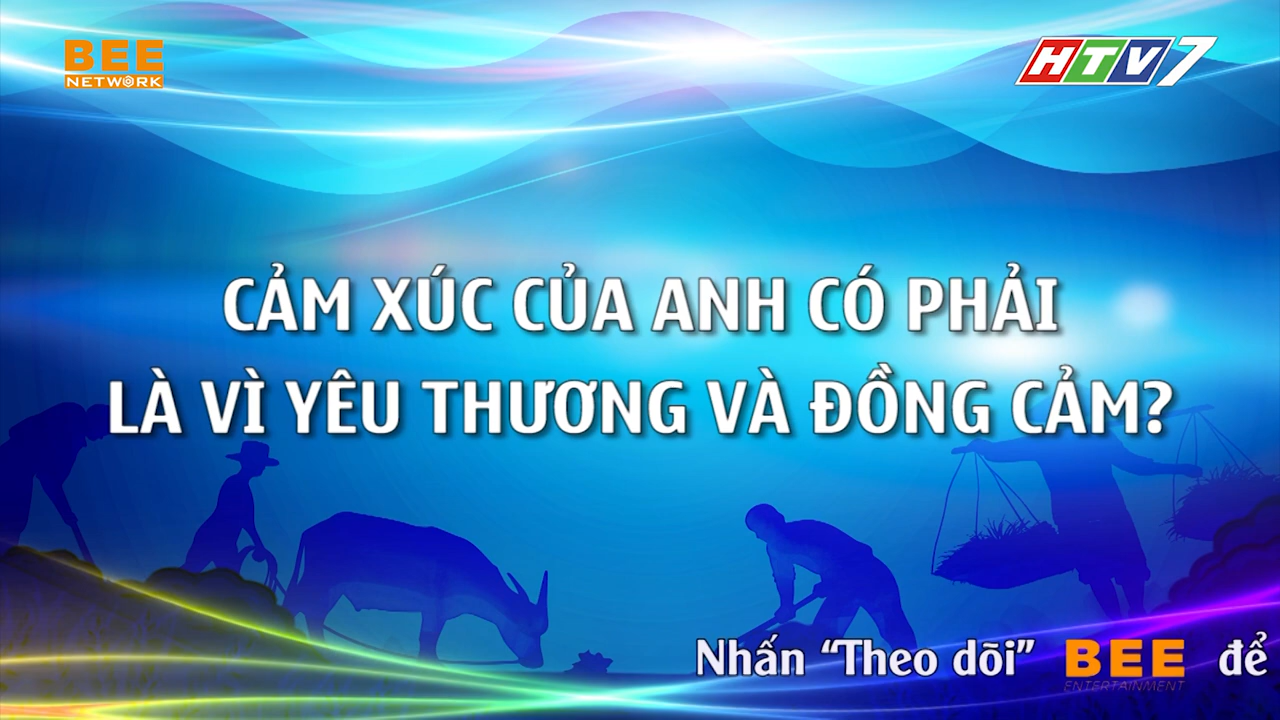 BEE
NETWORK
HTV7
CẢM XÚC CỦA ANH CÓ PHẢI
LÀ VÌ YÊU THƯƠNG VÀ ĐỒNG CẢM?
Nhấn “Theo dõi” BEE để
ENTERTAINMENT